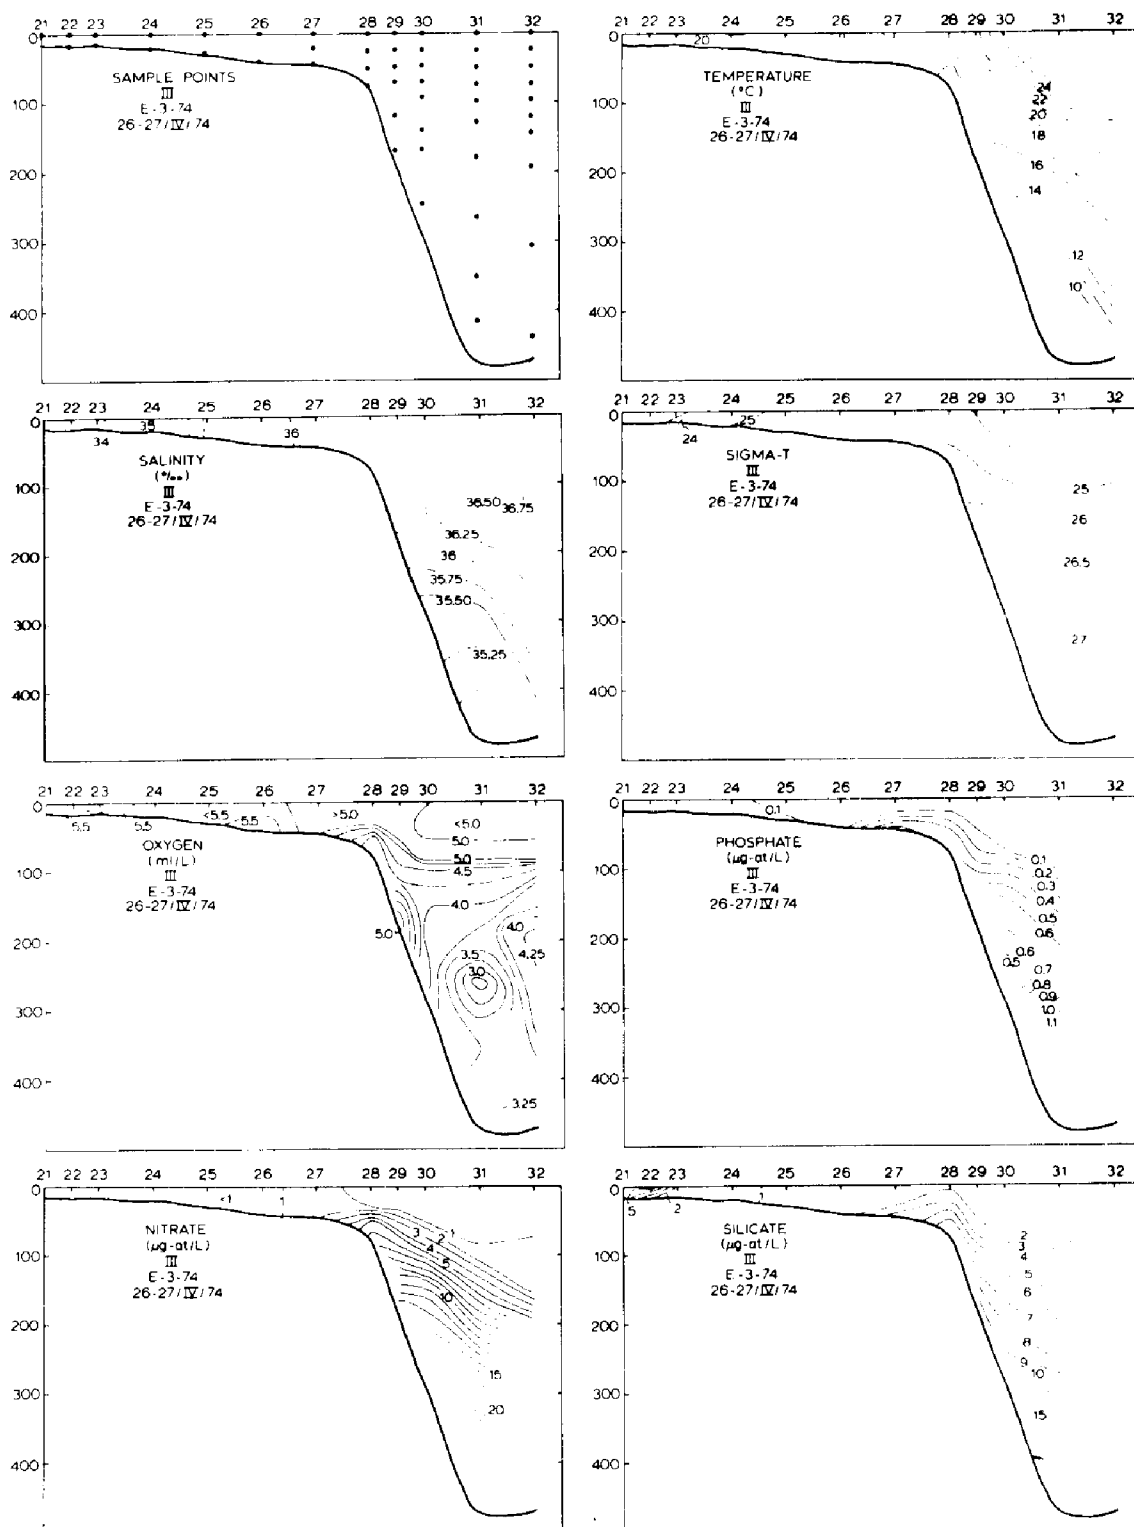 21 22 23 24 25 26 27 28 29 30 31 32
0
100
200
300
400
SAMPLE POINTS
III
E-3-74
26-27/IV/74
21 22 23 24 25 26 27 28 29 30 31 32
0
100
200
300
400
20
TEMPERATURE
(°C)
III
E-3-74
26-27/IV/74
24
22
20
18
16
14
12
10
21 22 23 24 25 26 27 28 29 30 31 32
0
100
200
300
400
34
35
36
SALINITY
(‰)
III
E-3-74
26-27/IV/74
36.50
36.75
36.25
36
35.75
35.50
35.25
21 22 23 24 25 26 27 28 29 30 31 32
0
100
200
300
400
24
25
SIGMA-T
III
E-3-74
26-27/IV/74
25
26
26.5
27
21 22 23 24 25 26 27 28 29 30 31 32
0
100
200
300
400
5.5
5.5
<5.5
5.5
>5.0
<5.0
5.0
5.0
4.5
4.0
5.0
4.0
4.25
3.5
3.0
3.25
OXYGEN
(ml/L)
III
E-3-74
26-27/IV/74
21 22 23 24 25 26 27 28 29 30 31 32
0
100
200
300
400
0.1
PHOSPHATE
(µg-at/L)
III
E-3-74
26-27/IV/74
0.1
0.2
0.3
0.4
0.5
0.6
0.6
0.5
0.7
0.8
0.9
1.0
1.1
21 22 23 24 25 26 27 28 29 30 31 32
0
100
200
300
400
<1
1
NITRATE
(µg-at/L)
III
E-3-74
26-27/IV/74
1
2
3
4
5
10
15
20
21 22 23 24 25 26 27 28 29 30 31 32
0
100
200
300
400
5
2
1
SILICATE
(µg-at/L)
III
E-3-74
26-27/IV/74
2
3
4
5
6
7
8
9
10
15